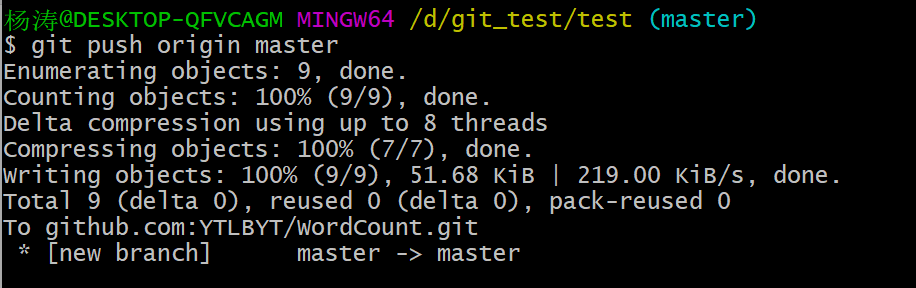 杨涛@DESKTOP-QFVCAGM MINGW64 /d/git_test/test (master)
$ git push origin master
Enumerating objects: 9, done.
Counting objects: 100% (9/9), done.
Delta compression using up to 8 threads
Compressing objects: 100% (7/7), done.
Writing objects: 100% (9/9), 51.68 KiB | 219.00 KiB/s, done.
Total 9 (delta 0), reused 0 (delta 0), pack-reused 0
To github.com:YTLBYT/WordCount.git
 * [new branch]      master -> master